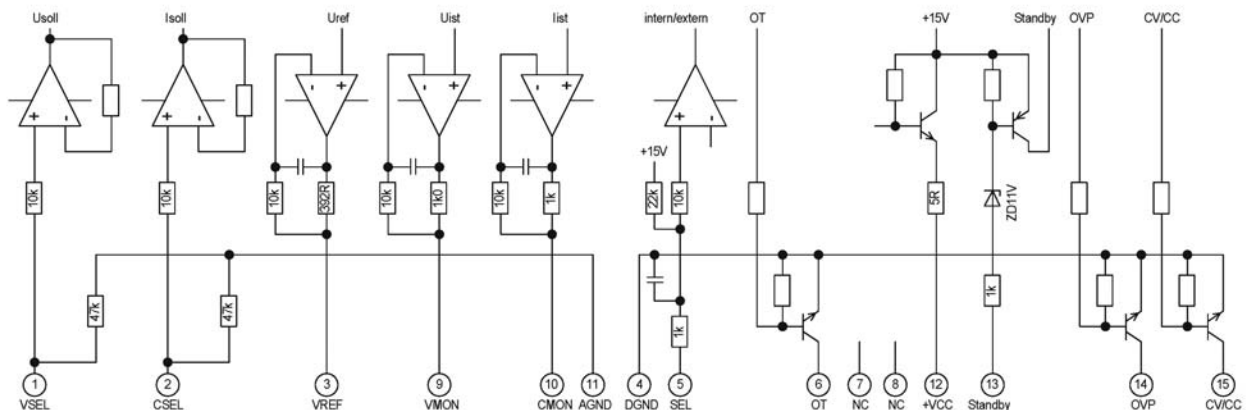 Usoll Isoll Uref Uist Iist intern/extern OT +15V Standby OVP CV/CC
+15V
10k 10k 10k 392R 10k 1k0 10k 1k 22k 10k 5R ZD11V
47k 47k 1k 1k
1 2 3 9 10 11 4 5 6 7 8 12 13 14 15
VSEL CSEL VREF VMON CMON AGND DGND SEL OT NC NC +VCC Standby OVP CV/CC